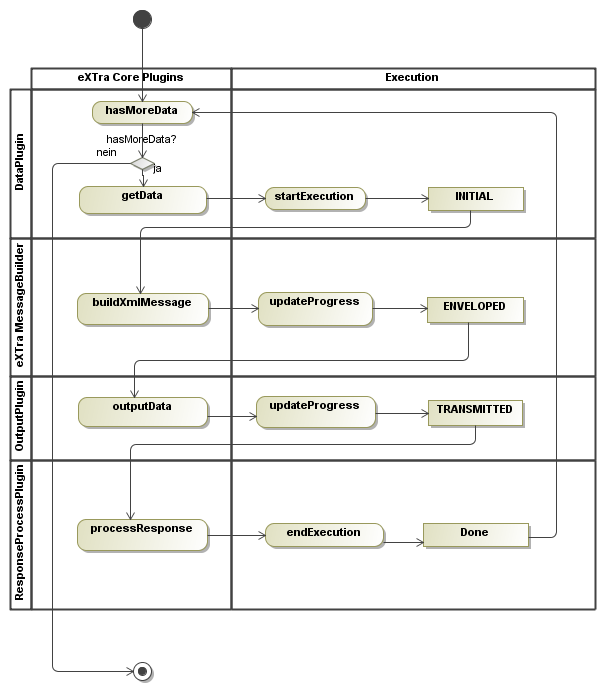 eXTra Core Plugins
Execution
DataPlugin
hasMoreData
hasMoreData?
nein
ja
getData
startExecution
INITIAL
eXTra MessageBuilder
buildXmlMessage
updateProgress
ENVELOPED
OutputPlugin
outputData
updateProgress
TRANSMITTED
ResponseProcessPlugin
processResponse
endExecution
Done